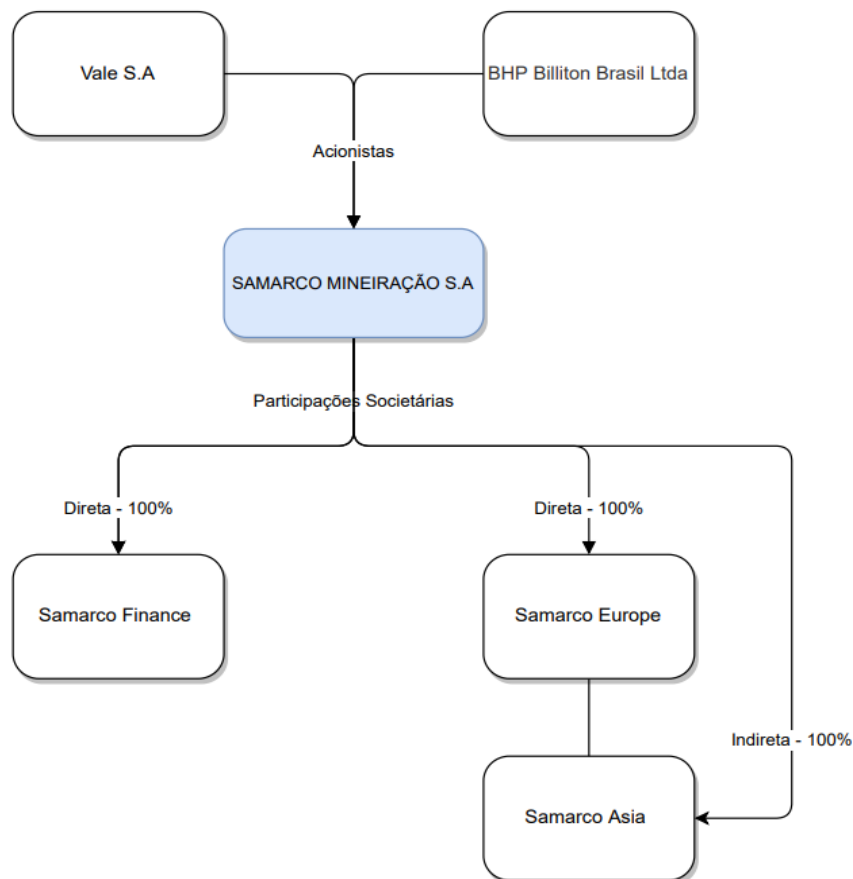 Vale S.A
BHP Billiton Brasil Ltda
Acionistas
SAMARCO MINEIRAÇÃO S.A
Participações Societárias
Direta - 100%
Direta - 100%
Samarco Finance
Samarco Europe
Indireta - 100%
Samarco Asia